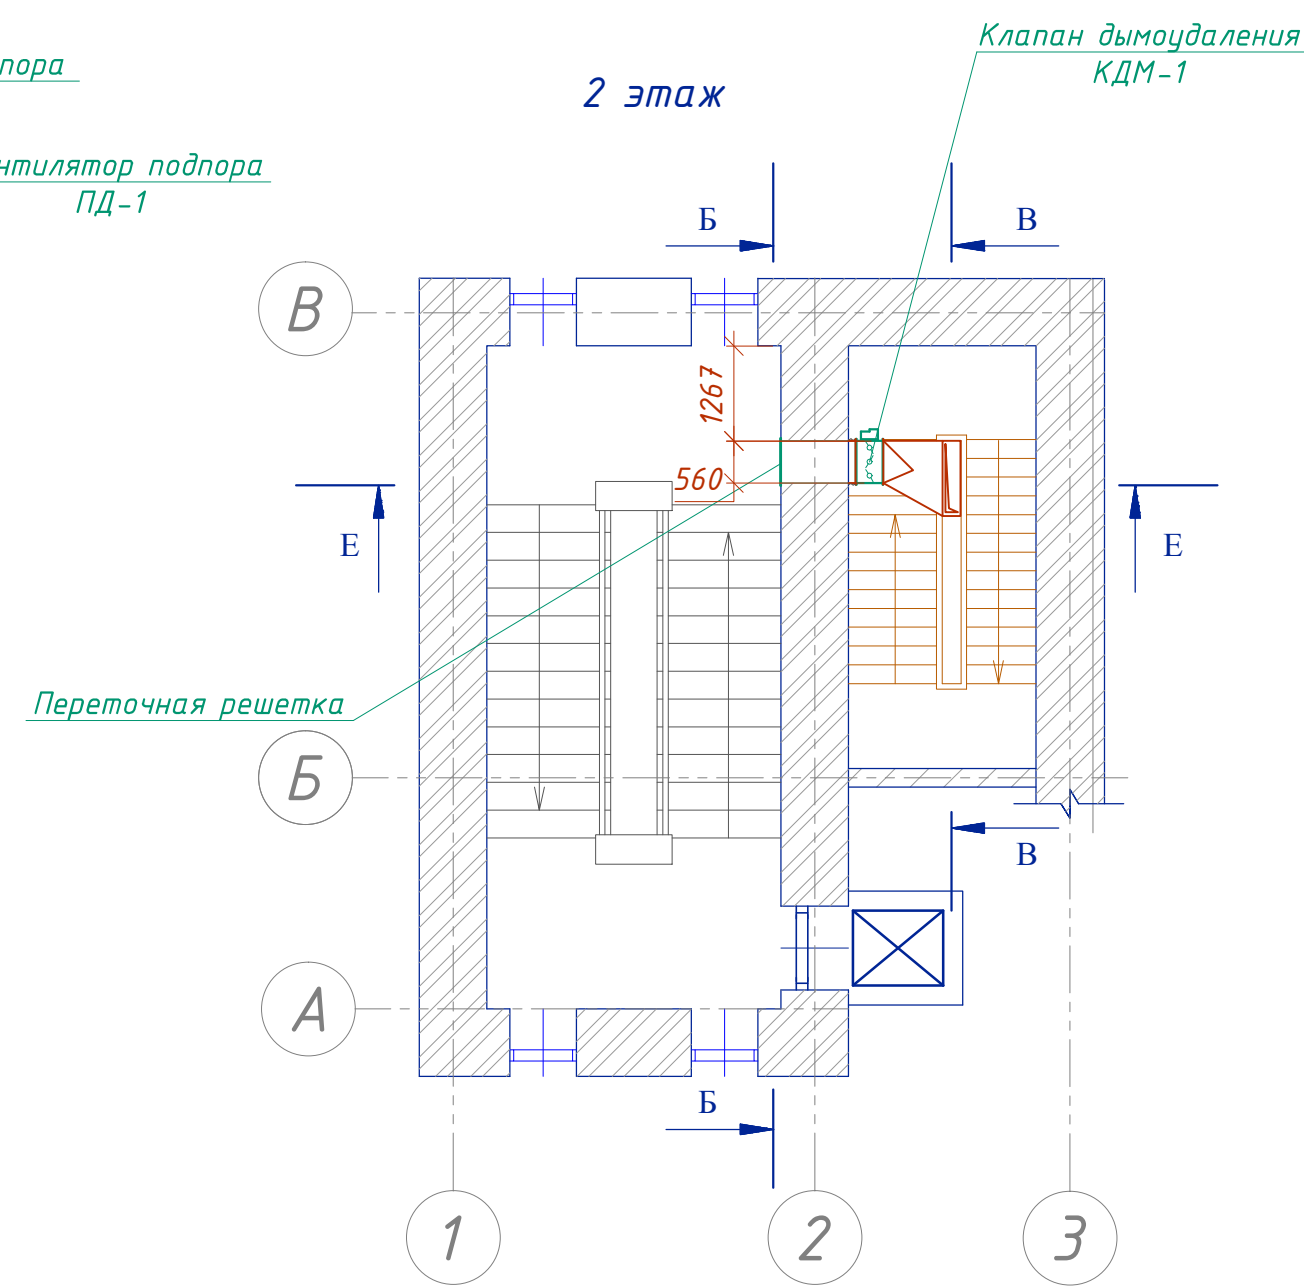 Клапан дымоудаления
КДМ-1
пора
2 этаж
нтилятор подпора
ПД-1
Б
В
В
1267
560
Е
Е
Переточная решетка
Б
В
А
Б
1
2
3